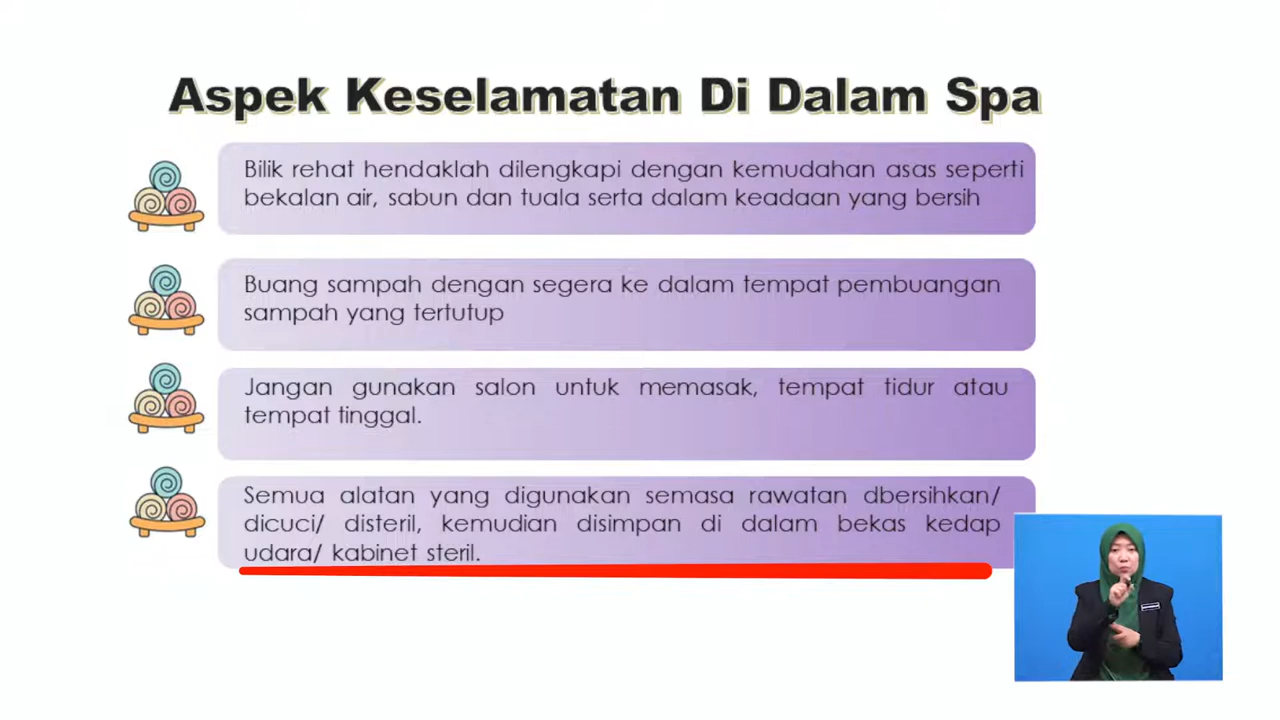 Aspek Keselamatan Di Dalam Spa
Bilik rehat hendaklah dilengkapi dengan kemudahan asas seperti
bekalan air, sabun dan tuala serta dalam keadaan yang bersih
Buang sampah dengan segera ke dalam tempat pembuangan
sampah yang tertutup
Jangan gunakan salon untuk memasak, tempat tidur atau
tempat tinggal.
Semua alatan yang digunakan semasa rawatan dbersihkan/
dicuci/ disteril, kemudian disimpan di dalam bekas kedap
udara/ kabinet steril.